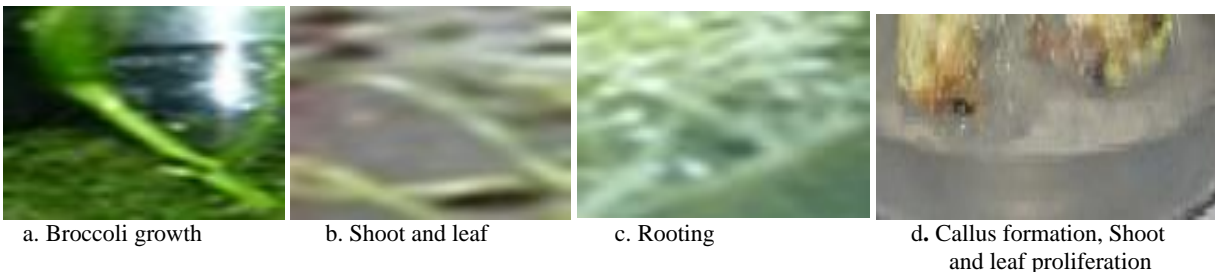 a. Broccoli growth
b. Shoot and leaf
c. Rooting
d. Callus formation, Shoot
and leaf proliferation